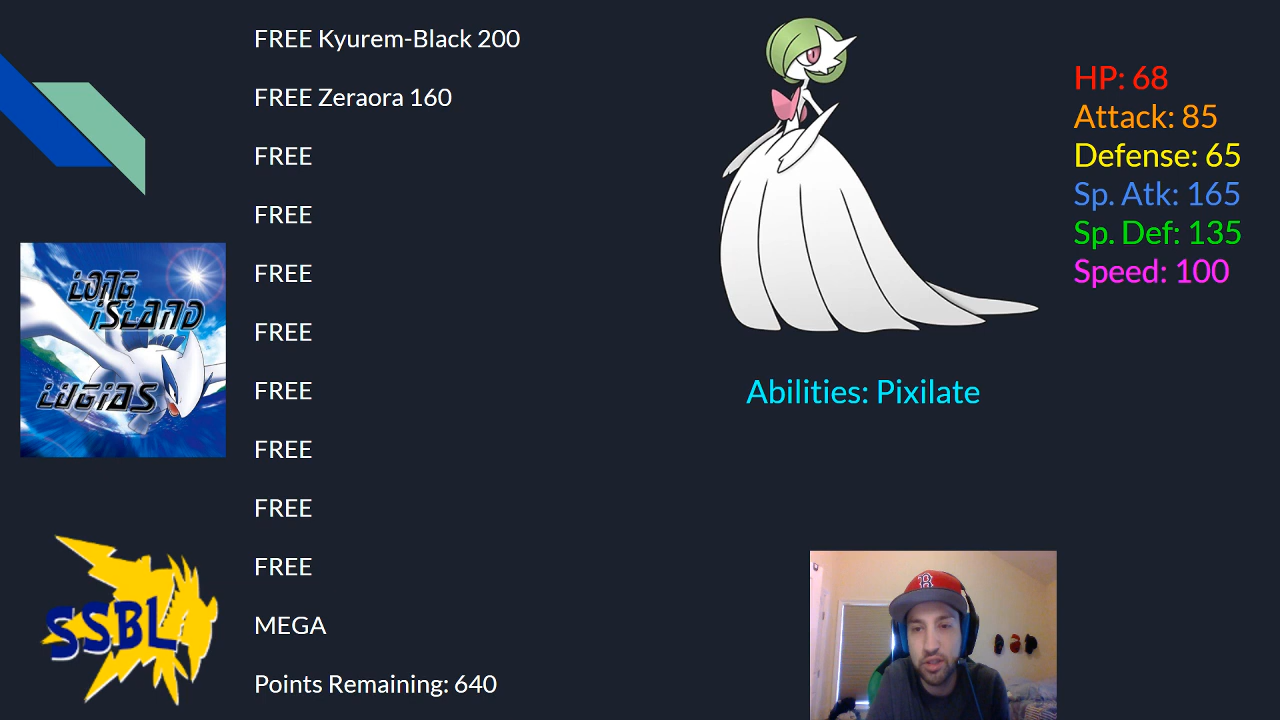 FREE Kyurem-Black 200
FREE Zeraora 160
FREE
FREE
FREE
FREE
FREE
FREE
FREE
FREE
MEGA
Points Remaining: 640
LONG
ISLAND
LUGIAS
SSBL
HP: 68
Attack: 85
Defense: 65
Sp. Atk: 165
Sp. Def: 135
Speed: 100
Abilities: Pixilate
B